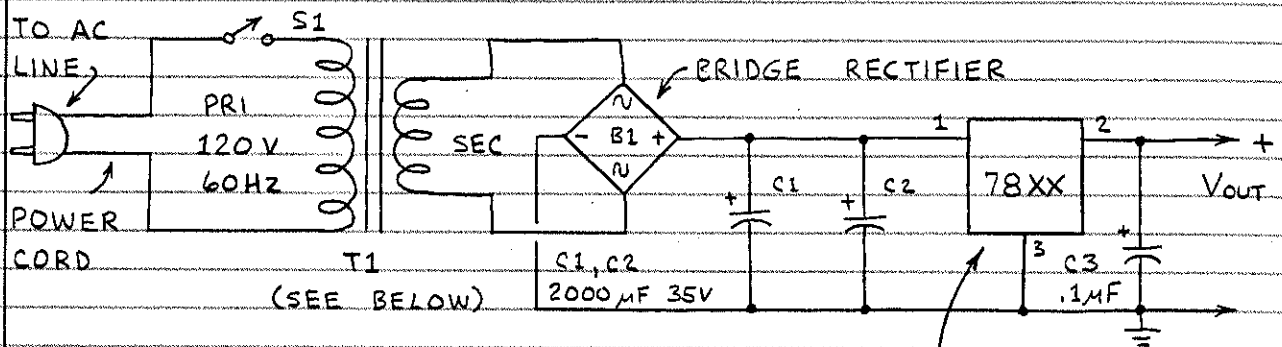 TO AC
LINE
S1
PRI
120 V
60HZ
POWER
CORD
T1
(SEE BELOW)
SEC
BRIDGE RECTIFIER
~
- B1 +
~
C1, C2
2000 µF 35V
+ C1
+ C2
1
78XX
2
3
+
VOUT
+ C3
.1µF